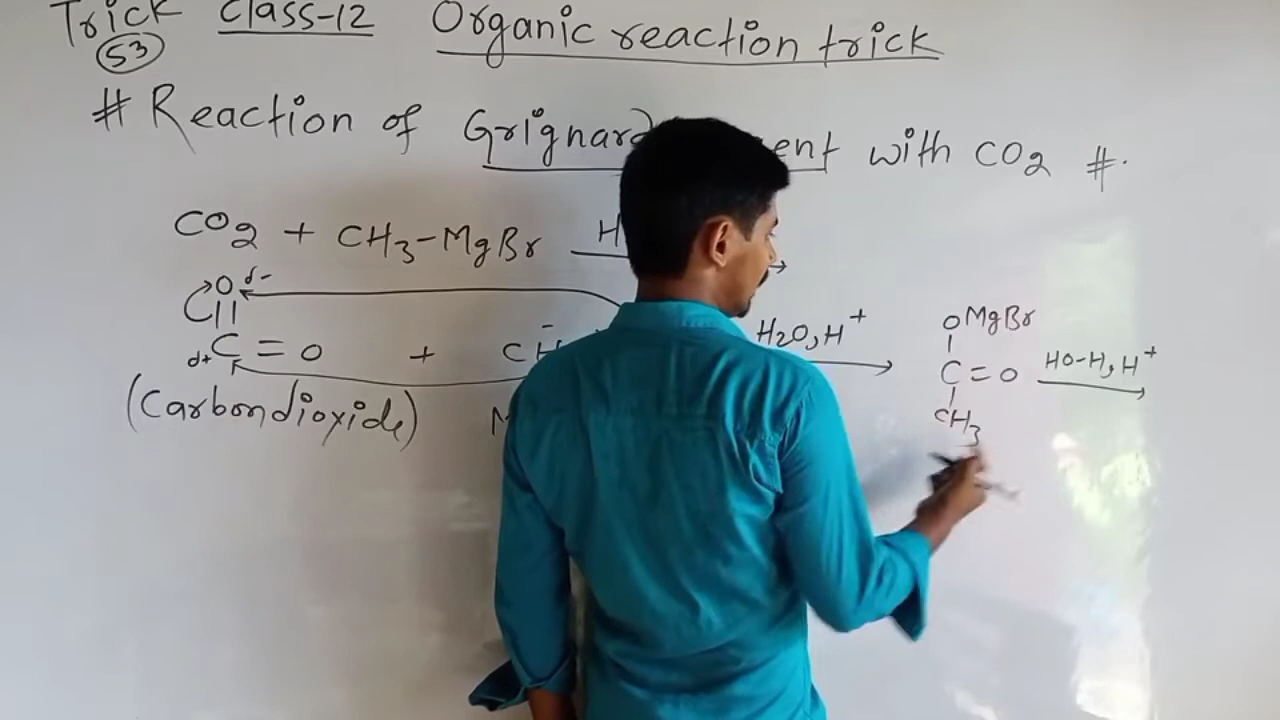 Trick Class-12 Organic reaction trick
53
# Reaction of Grignard with CO2 #.
CO2 + CH3-MgBr
O δ-
C = O + 
δ+
H2O, H+
OMgBr
C = O
CH3
HO-H, H+
(Carbondioxide)